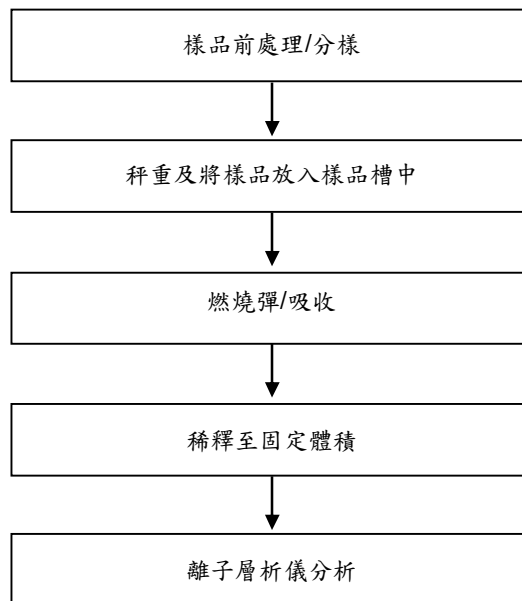 樣品前處理/分樣
秤重及將樣品放入樣品槽中
燃燒彈/吸收
稀釋至固定體積
離子層析儀分析